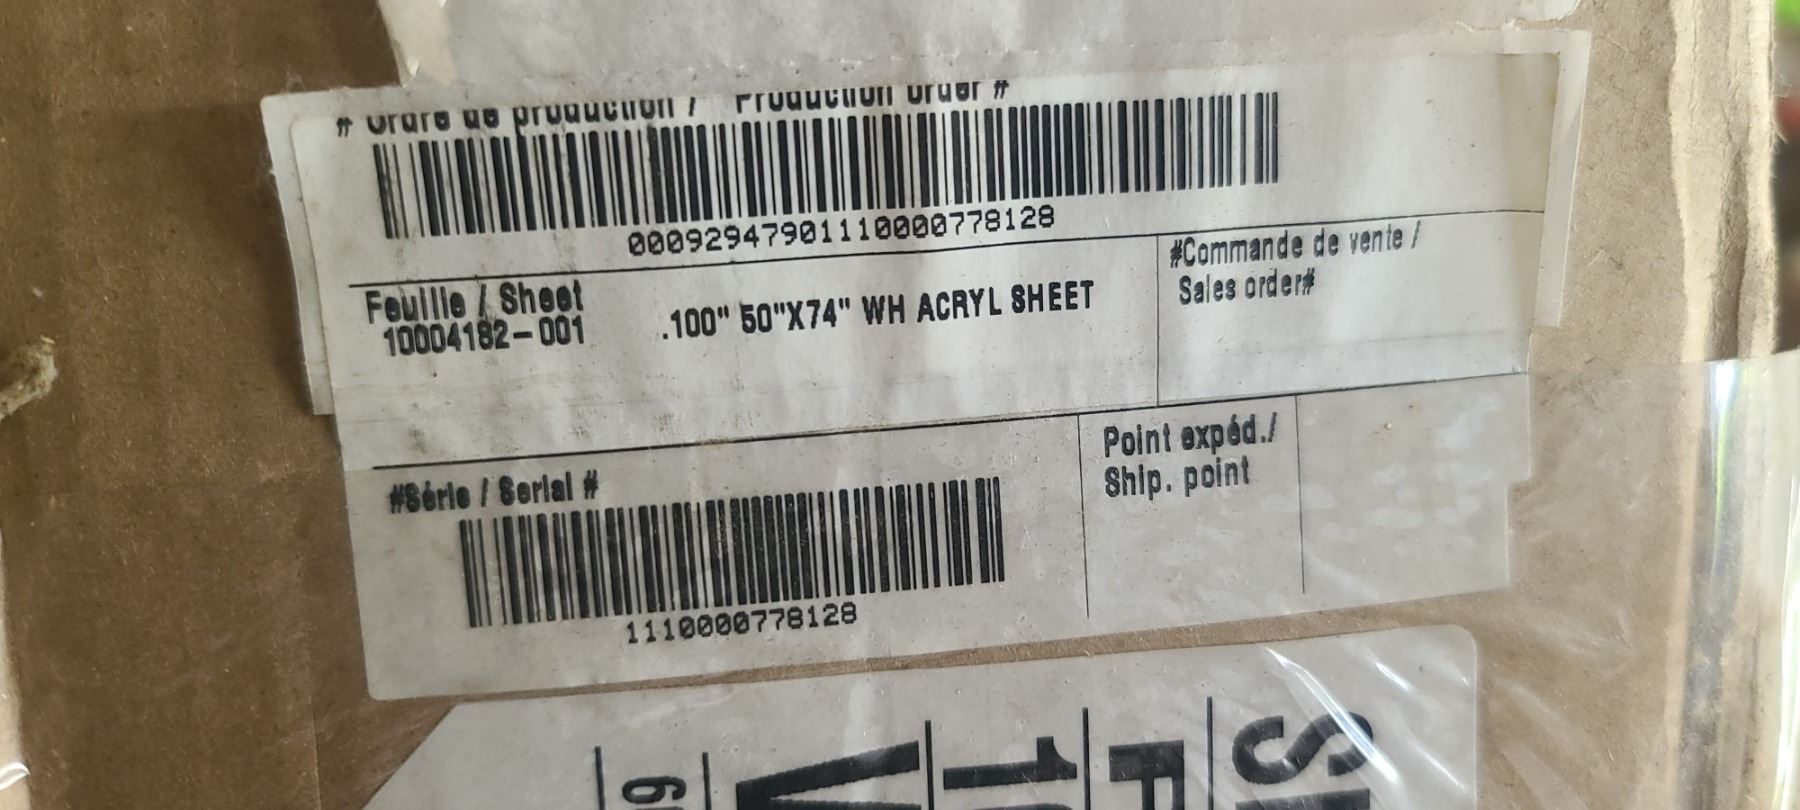 # Ordre de production / Production order #
00092947901110000778128
Feuille / Sheet
10004182-001
.100" 50"X74" WH ACRYL SHEET
#Commande de vente /
Sales order#
#Série / Serial #
1110000778128
Point expéd./
Ship. point